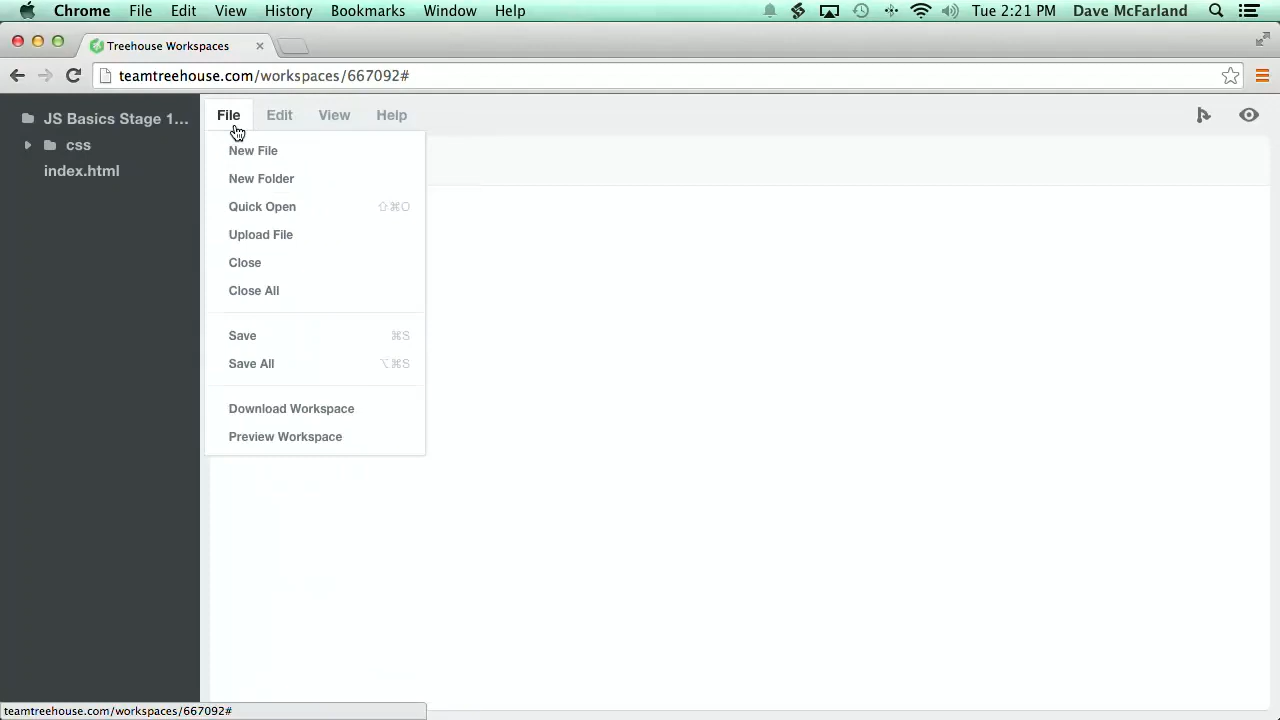 Chrome File Edit View History Bookmarks Window Help Tue 2:21 PM Dave McFarland
Treehouse Workspaces
teamtreehouse.com/workspaces/667092#
JS Basics Stage 1...
css
index.html
File Edit View Help
New File
New Folder
Quick Open ⇧⌘O
Upload File
Close
Close All
Save ⌘S
Save All ⌥⌘S
Download Workspace
Preview Workspace
teamtreehouse.com/workspaces/667092#